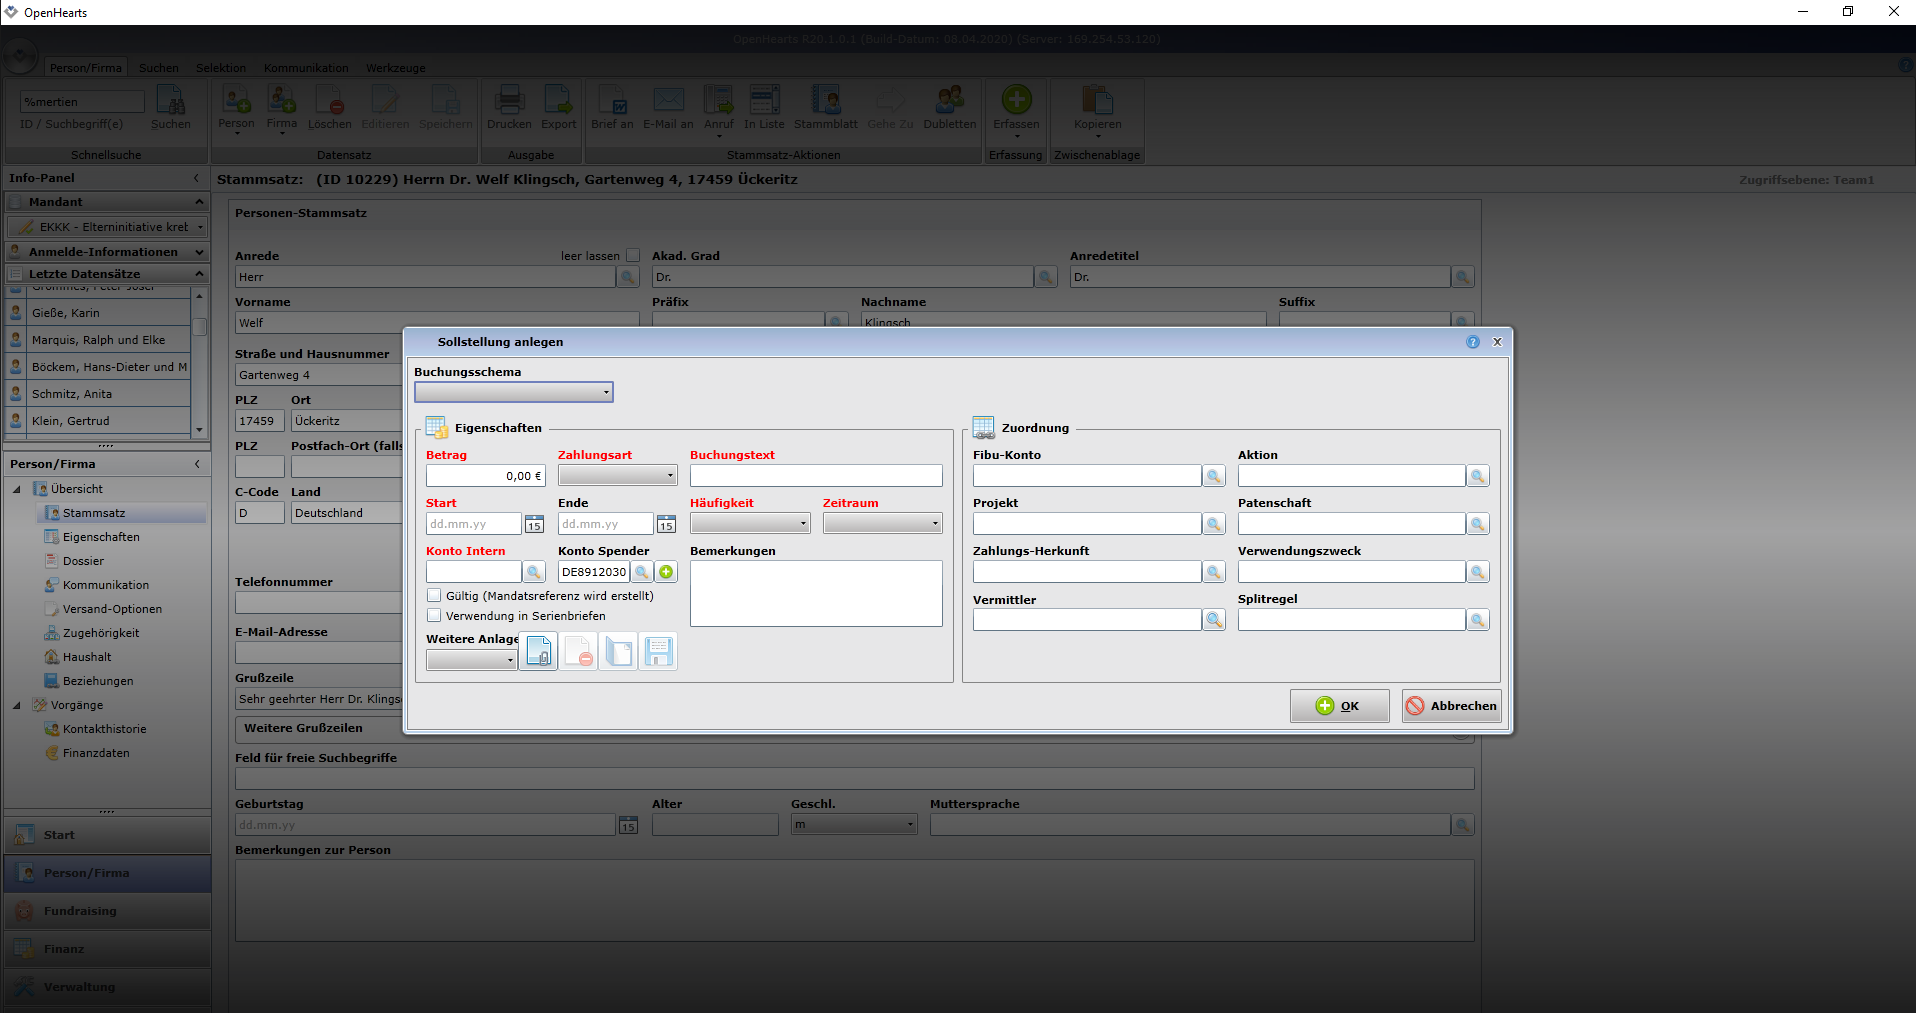 OpenHearts
OpenHearts R20.1.0.1 (Build-Datum: 08.04.2020) (Server: 169.254.53.120)
Person/Firma Suchen Selektion Kommunikation Werkzeuge
%mertien
ID / Suchbegriff(e) Suchen
Person Firma Löschen Editieren Speichern Drucken Export Brief an E-Mail an Anruf In Liste Stammblatt Gehe Zu Dubletten Erfassen Kopieren
Schnellsuche Datensatz Ausgabe Stammsatz-Aktionen Erfassung Zwischenablage
Info-Panel
Mandant
EKKK - Elterninitiative kreb
Anmelde-Informationen
Letzte Datensätze
Gieße, Karin
Marquis, Ralph und Elke
Böckem, Hans-Dieter und M
Schmitz, Anita
Klein, Gertrud
Person/Firma
Übersicht
Stammsatz
Eigenschaften
Dossier
Kommunikation
Versand-Optionen
Zugehörigkeit
Haushalt
Beziehungen
Vorgänge
Kontakthistorie
Finanzdaten
Start
Person/Firma
Fundraising
Finanz
Verwaltung
Stammsatz: (ID 10229) Herrn Dr. Welf Klingsch, Gartenweg 4, 17459 Ückeritz
Zugriffsebene: Team1
Personen-Stammsatz
Anrede leer lassen Akad. Grad Anredetitel
Herr Dr. Dr.
Vorname Präfix Nachname Suffix
Welf Klingsch
Straße und Hausnummer
Gartenweg 4
PLZ Ort
17459 Ückeritz
PLZ Postfach-Ort (falls
C-Code Land
D Deutschland
Telefonnummer
E-Mail-Adresse
Grußzeile
Sehr geehrter Herr Dr. Klings
Weitere Grußzeilen
Feld für freie Suchbegriffe
Geburtstag Alter Geschl. Muttersprache
dd.mm.yy 15 m
Bemerkungen zur Person
Sollstellung anlegen
? x
Buchungsschema
Eigenschaften
Betrag Zahlungsart Buchungstext
0,00 €
Start Ende Häufigkeit Zeitraum
dd.mm.yy 15 dd.mm.yy 15
Konto Intern Konto Spender Bemerkungen
DE8912030
Gültig (Mandatsreferenz wird erstellt)
Verwendung in Serienbriefen
Weitere Anlage
Zuordnung
Fibu-Konto Aktion
Projekt Patenschaft
Zahlungs-Herkunft Verwendungszweck
Vermittler Splitregel
OK Abbrechen